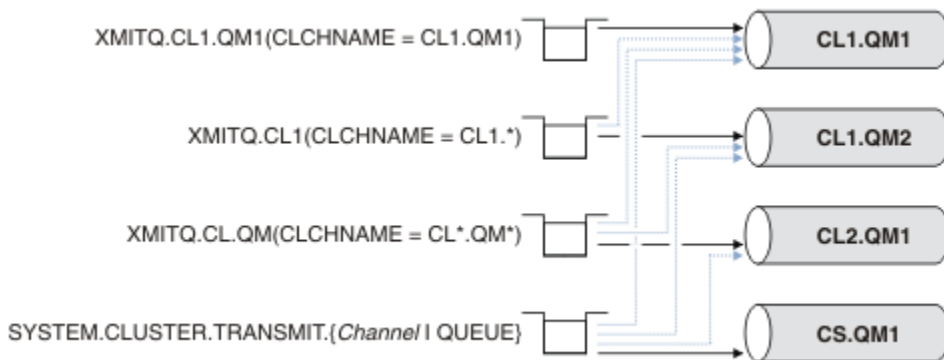 XMITQ.CL1.QM1(CLCHNAME = CL1.QM1)
CL1.QM1
XMITQ.CL1(CLCHNAME = CL1.*)
CL1.QM2
XMITQ.CL.QM(CLCHNAME = CL*.QM*)
CL2.QM1
SYSTEM.CLUSTER.TRANSMIT.{Channel I QUEUE}
CS.QM1